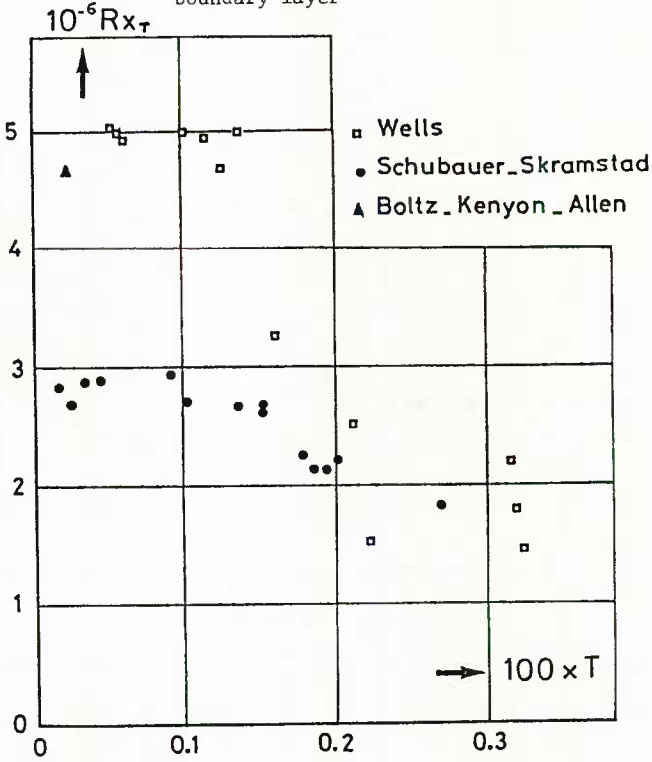 boundary layer
10⁻⁶Rx_T
□ Wells
● Schubauer_Skramstad
▲ Boltz_Kenyon_Allen
5
4
3
2
1
0
→ 100 x T
0 0.1 0.2 0.3